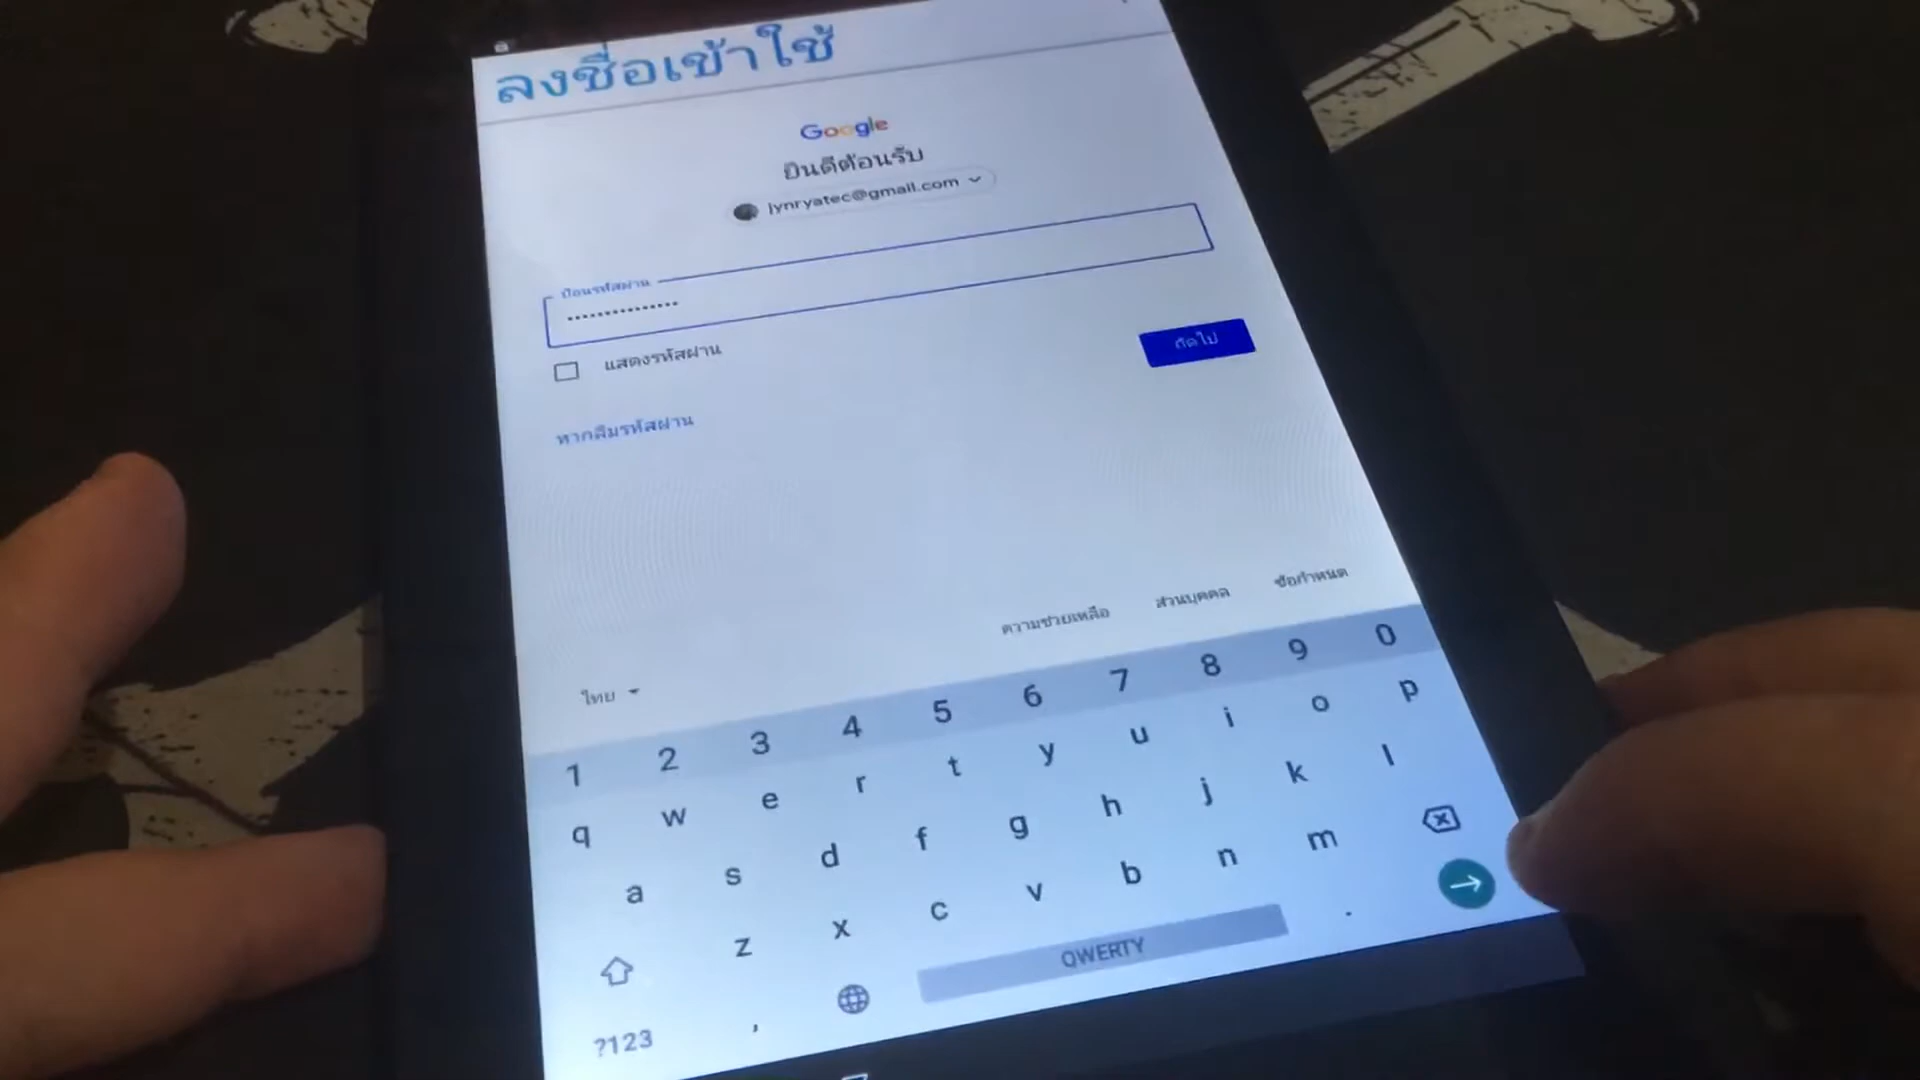 ลงชื่อเข้าใช้
Google
ยินดีต้อนรับ
jynryatec@gmail.com
ป้อนรหัสผ่าน
•••••••••••••••
แสดงรหัสผ่าน
ถัดไป
หากลืมรหัสผ่าน
ความช่วยเหลือ ส่วนบุคคล ข้อกำหนด
ไทย
1 2 3 4 5 6 7 8 9 0
q w e r t y u i o p
a s d f g h j k l
z x c v b n m
?123 , QWERTY .